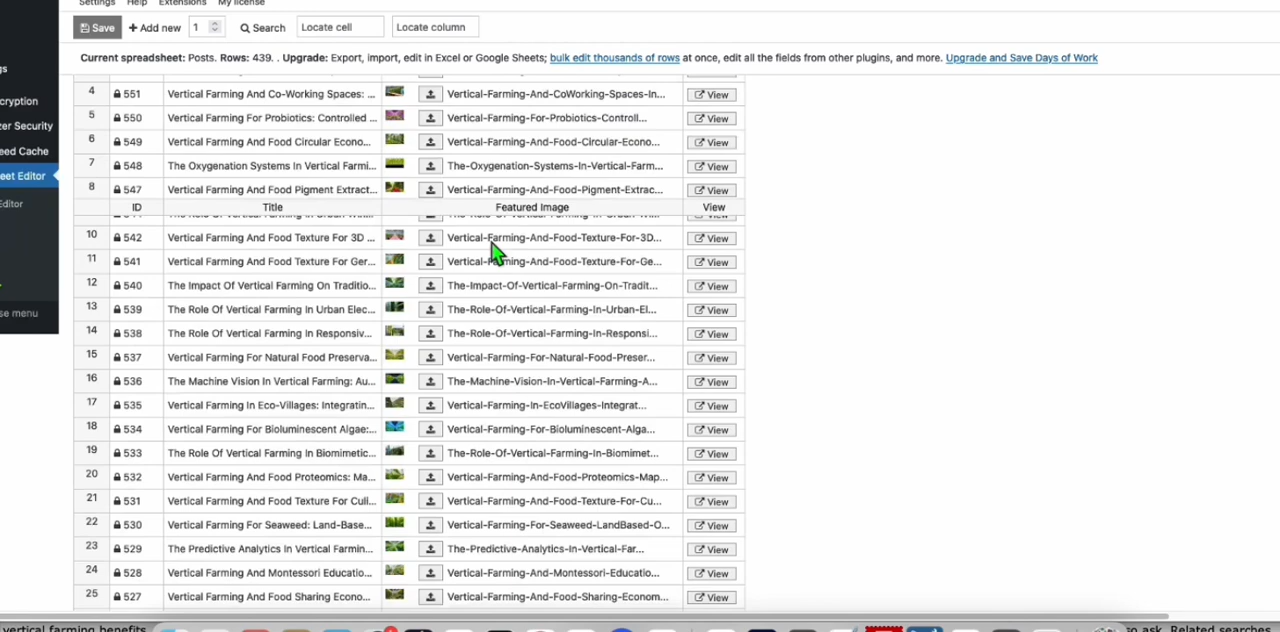 Settings Help Extensions My license
Save + Add new 1 Search Locate cell Locate column
Current spreadsheet: Posts. Rows: 439. . Upgrade: Export, import, edit in Excel or Google Sheets; bulk edit thousands of rows at once, edit all the fields from other plugins, and more. Upgrade and Save Days of Work
4 551 Vertical Farming And Co-Working Spaces: ... Vertical-Farming-And-CoWorking-Spaces-In... View
cryption
5 550 Vertical Farming For Probiotics: Controlled ... Vertical-Farming-For-Probiotics-Controll... View
zer Security
6 549 Vertical Farming And Food Circular Econo... Vertical-Farming-And-Food-Circular-Econo... View
eed Cache
7 548 The Oxygenation Systems In Vertical Farmi... The-Oxygenation-Systems-In-Vertical-Farm... View
eet Editor
8 547 Vertical Farming And Food Pigment Extract... Vertical-Farming-And-Food-Pigment-Extrac... View
Editor
ID Title Featured Image View
10 542 Vertical Farming And Food Texture For 3D ... Vertical-Farming-And-Food-Texture-For-3D... View
11 541 Vertical Farming And Food Texture For Ger... Vertical-Farming-And-Food-Texture-For-Ge... View
12 540 The Impact Of Vertical Farming On Traditio... The-Impact-Of-Vertical-Farming-On-Tradit... View
13 539 The Role Of Vertical Farming In Urban Elec... The-Role-Of-Vertical-Farming-In-Urban-El... View
se menu
14 538 The Role Of Vertical Farming In Responsiv... The-Role-Of-Vertical-Farming-In-Responsi... View
15 537 Vertical Farming For Natural Food Preserva... Vertical-Farming-For-Natural-Food-Preser... View
16 536 The Machine Vision In Vertical Farming: Au... The-Machine-Vision-In-Vertical-Farming-A... View
17 535 Vertical Farming In Eco-Villages: Integratin... Vertical-Farming-In-EcoVillages-Integrat... View
18 534 Vertical Farming For Bioluminescent Algae:... Vertical-Farming-For-Bioluminescent-Alga... View
19 533 The Role Of Vertical Farming In Biomimetic... The-Role-Of-Vertical-Farming-In-Biomimet... View
20 532 Vertical Farming And Food Proteomics: Ma... Vertical-Farming-And-Food-Proteomics-Map... View
21 531 Vertical Farming And Food Texture For Culi... Vertical-Farming-And-Food-Texture-For-Cu... View
22 530 Vertical Farming For Seaweed: Land-Base... Vertical-Farming-For-Seaweed-LandBased-O... View
23 529 The Predictive Analytics In Vertical Farmin... The-Predictive-Analytics-In-Vertical-Far... View
24 528 Vertical Farming And Montessori Educatio... Vertical-Farming-And-Montessori-Educatio... View
25 527 Vertical Farming And Food Sharing Econo... Vertical-Farming-And-Food-Sharing-Econom... View
vertical farming benefits so ask. Related searches